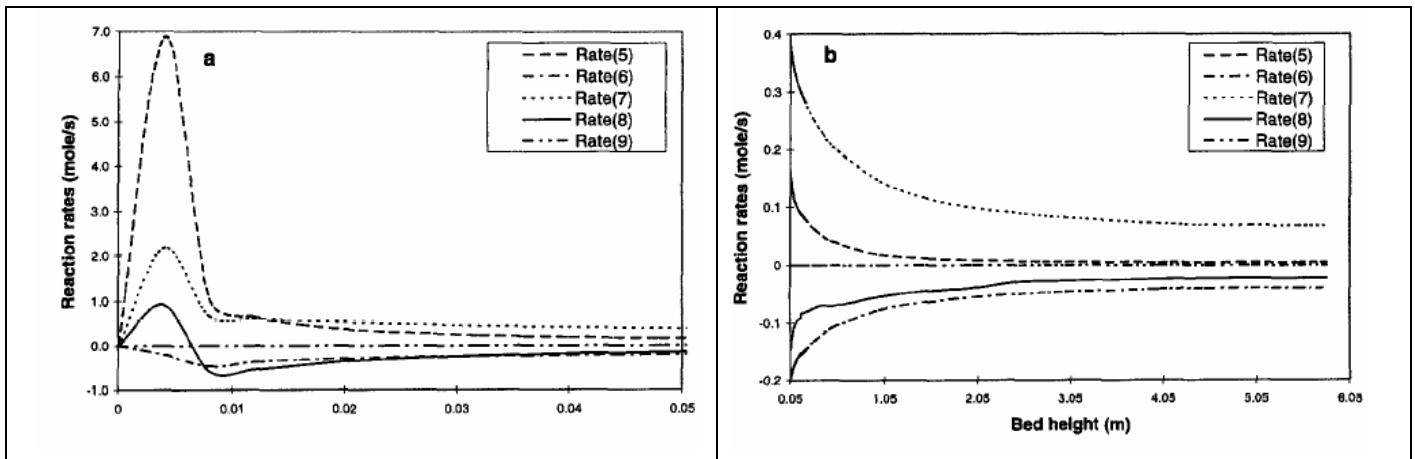 a
Reaction rates (mole/s)
7.0
6.0
5.0
4.0
3.0
2.0
1.0
0.0
-1.0
0
0.01
0.02
0.03
0.04
0.05
Rate(5)
Rate(6)
Rate(7)
Rate(8)
Rate(9)
b
Reaction rates (mole/s)
0.4
0.3
0.2
0.1
0
-0.1
-0.2
0.05
1.05
2.05
3.05
4.05
5.05
6.05
Bed height (m)
Rate(5)
Rate(6)
Rate(7)
Rate(8)
Rate(9)